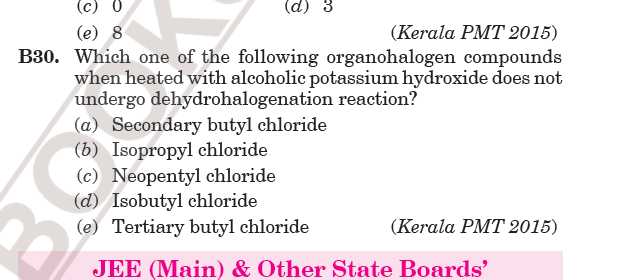 (c) 0 (d) 3
(e) 8 (Kerala PMT 2015)
B30. Which one of the following organohalogen compounds
when heated with alcoholic potassium hydroxide does not
undergo dehydrohalogenation reaction?
(a) Secondary butyl chloride
(b) Isopropyl chloride
(c) Neopentyl chloride
(d) Isobutyl chloride
(e) Tertiary butyl chloride (Kerala PMT 2015)
JEE (Main) & Other State Boards’
BOOK